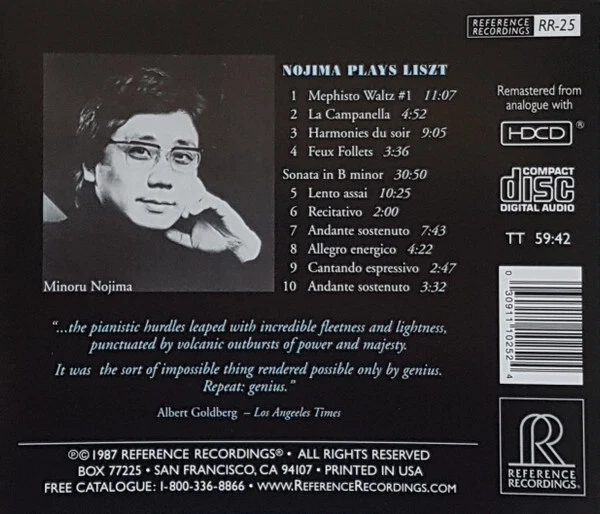 REFERENCE RECORDINGS RR-25
NOJIMA PLAYS LISZT
1 Mephisto Waltz #1 11:07
2 La Campanella 4:52
3 Harmonies du soir 9:05
4 Feux Follets 3:36
Sonata in B minor 30:50
5 Lento assai 10:25
6 Recitativo 2:00
7 Andante sostenuto 7:43
8 Allegro energico 4:22
9 Cantando espressivo 2:47
10 Andante sostenuto 3:32
Minoru Nojima
Remastered from
analogue with
HDCD®
COMPACT
disc
DIGITAL AUDIO
TT 59:42
0 30911 10252 4
“...the pianistic hurdles leaped with incredible fleetness and lightness,
punctuated by volcanic outbursts of power and majesty.
It was the sort of impossible thing rendered possible only by genius.
Repeat: genius.”
Albert Goldberg – Los Angeles Times
℗© 1987 REFERENCE RECORDINGS® • ALL RIGHTS RESERVED
BOX 77225 • SAN FRANCISCO, CA 94107 • PRINTED IN USA
FREE CATALOGUE: 1-800-336-8866 • WWW.REFERENCERECORDINGS.COM
R
REFERENCE
RECORDINGS®